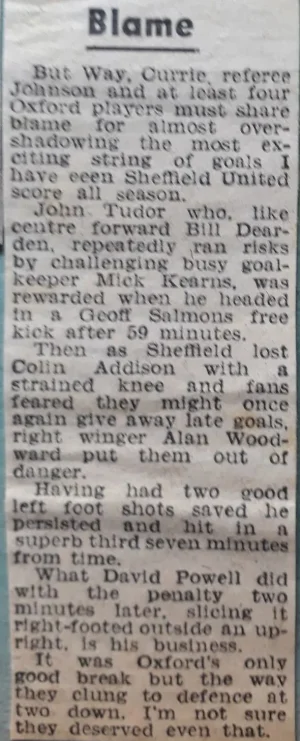 Blame
But Way, Currie, referee
Johnson and at least four
Oxford players must share
blame for almost over-
shadowing the most ex-
citing string of goals I
have eeen Sheffield United
score all season.
John Tudor who, like
centre forward Bill Dear-
den, repeatedly ran risks
by challenging busy goal-
keeper Mick Kearns, was
rewarded when he headed
in a Geoff Salmons free
kick after 59 minutes.
Then as Sheffield lost
Colin Addison with a
strained knee and fans
feared they might once
again give away late goals,
right winger Alan Wood-
ward put them out of
danger.
Having had two good
left foot shots saved he
persisted and hit in a
superb third seven minutes
from time.
What David Powell did
with the penalty two
minutes later, slicing it
right-footed outside an up-
right, is his business.
It was Oxford's only
good break but the way
they clung to defence at
two down, I'm not sure
they deserved even that.